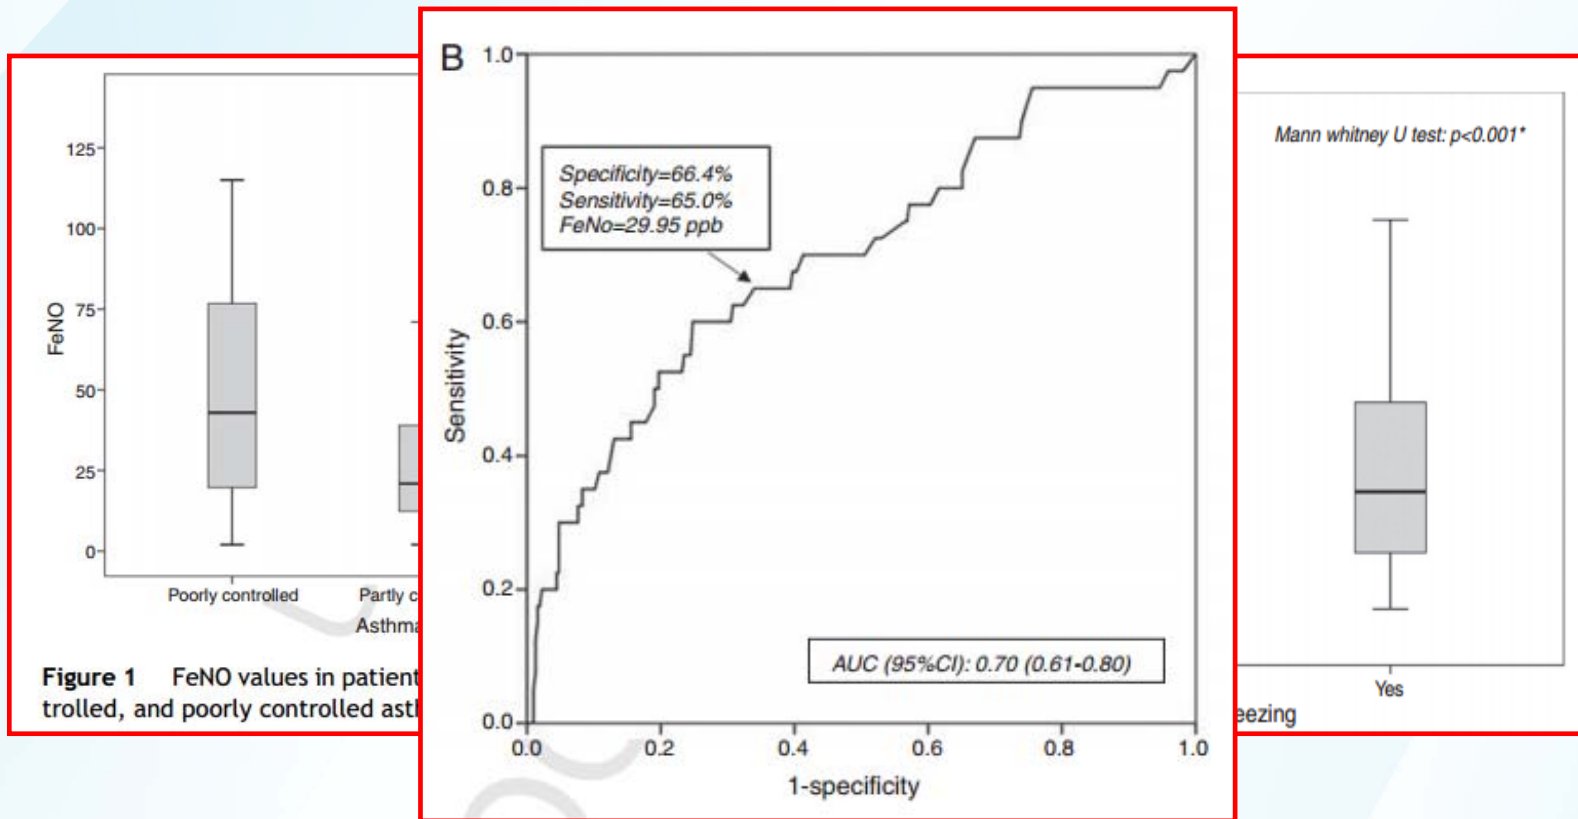 125
100
75
50
25
0
FeNO
Poorly controlled
Partly c
Asthma
Figure 1 FeNO values in patient
trolled, and poorly controlled ast
B
1.0
0.8
0.6
0.4
0.2
0.0
Sensitivity
Specificity=66.4%
Sensitivity=65.0%
FeNo=29.95 ppb
AUC (95%CI): 0.70 (0.61-0.80)
0.0 0.2 0.4 0.6 0.8 1.0
1-specificity
Mann whitney U test: p<0.001*
Yes
eezing